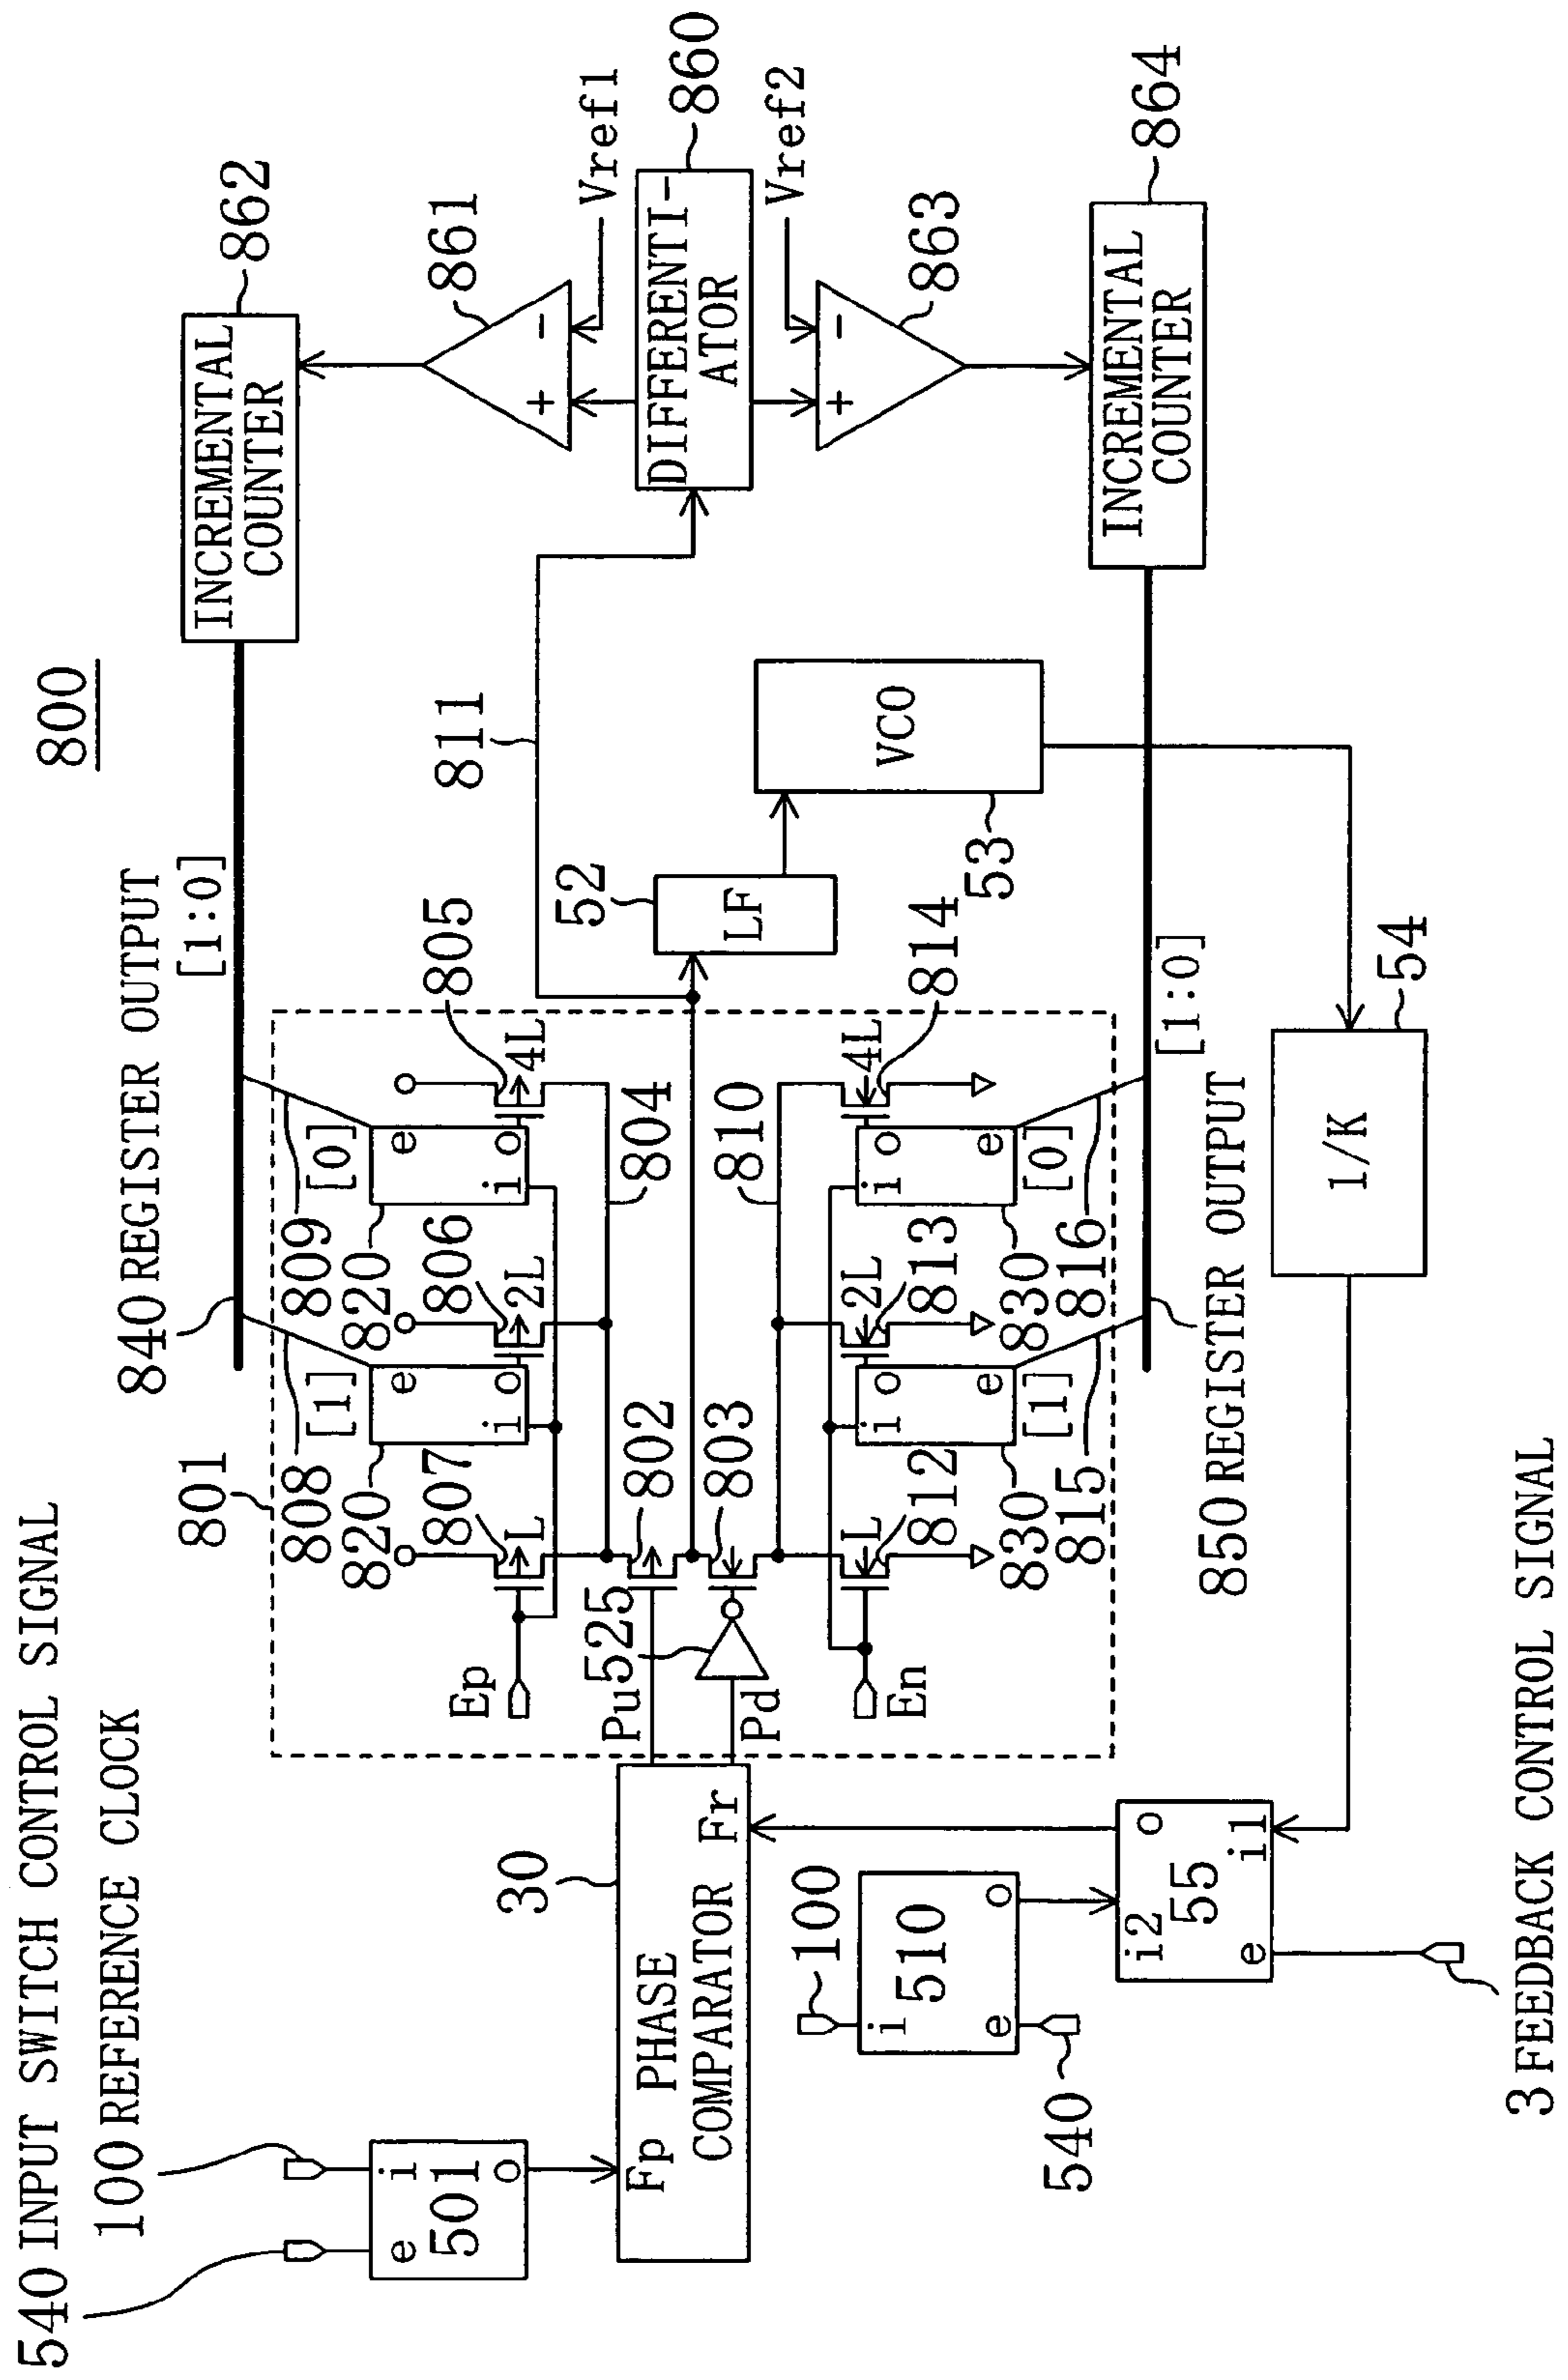 800
540 INPUT SWITCH CONTROL SIGNAL
100 REFERENCE CLOCK
840 REGISTER OUTPUT
[1:0]
INCREMENTAL
COUNTER
862
801
808
[1]
809
[0]
820
e
i
o
820
e
i
o
807
1L
806
2L
805
4L
Ep
804
811
861
+
-
Vref1
540
100
e
i
501
o
30
Fp PHASE
COMPARATOR Fr
Pu
802
525
803
Pd
52
LF
DIFFERENTI-
ATOR
860
Vref2
+
-
863
VCO
53
810
En
1L
812
2L
813
4L
814
i
o
e
i
o
e
830
[1]
815
830
[0]
816
[1:0]
850 REGISTER OUTPUT
INCREMENTAL
COUNTER
864
100
i
510
e
o
540
i2
o
55
e
i1
1/K
54
3 FEEDBACK CONTROL SIGNAL